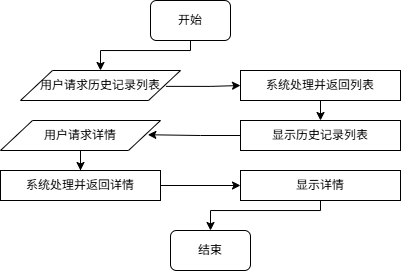 开始
用户请求历史记录列表
系统处理并返回列表
用户请求详情
显示历史记录列表
系统处理并返回详情
显示详情
结束